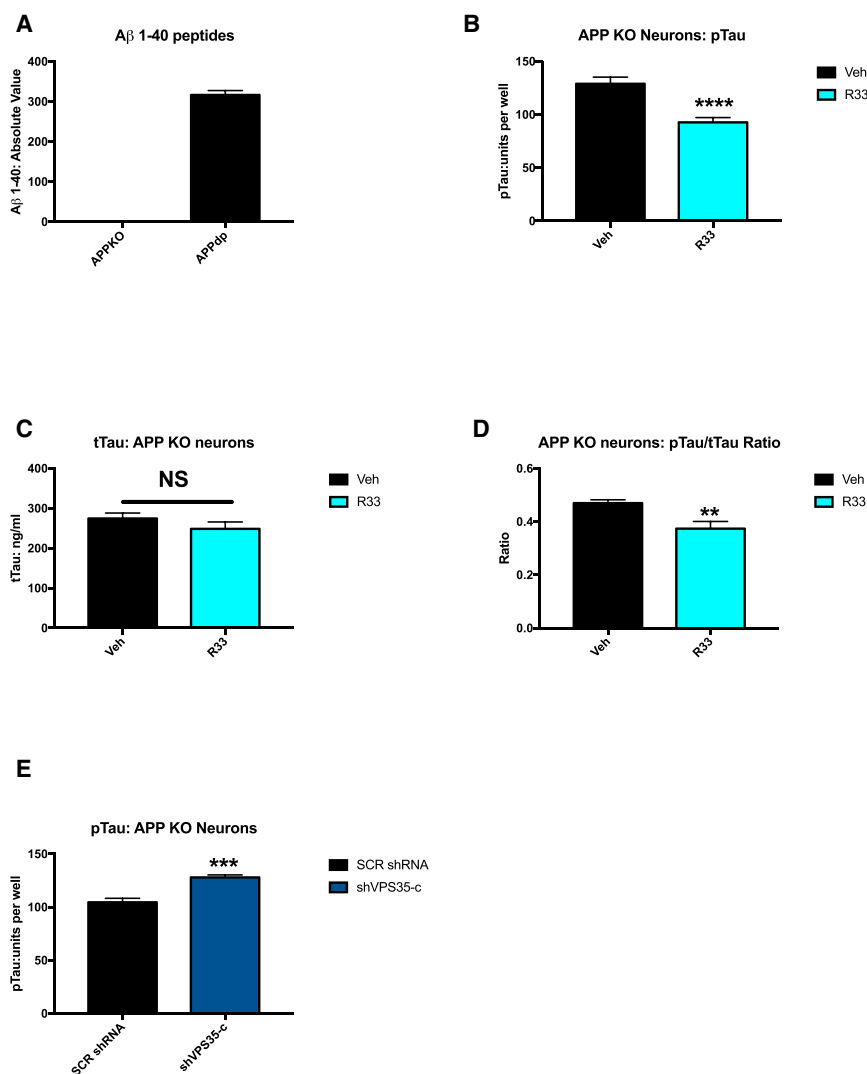 A
Aβ 1-40 peptides
Aβ 1-40: Absolute Value
400
300
200
100
0
APPKO
APPdp
B
APP KO Neurons: pTau
pTau:units per well
150
100
50
0
****
Veh
R33
Veh
R33
C
tTau: APP KO neurons
tTau: ng/ml
400
300
200
100
0
NS
Veh
R33
Veh
R33
D
APP KO neurons: pTau/tTau Ratio
Ratio
0.6
0.4
0.2
0.0
**
Veh
R33
Veh
R33
E
pTau: APP KO Neurons
pTau:units per well
150
100
50
0
***
SCR shRNA
shVPS35-c
SCR shRNA
shVPS35-c